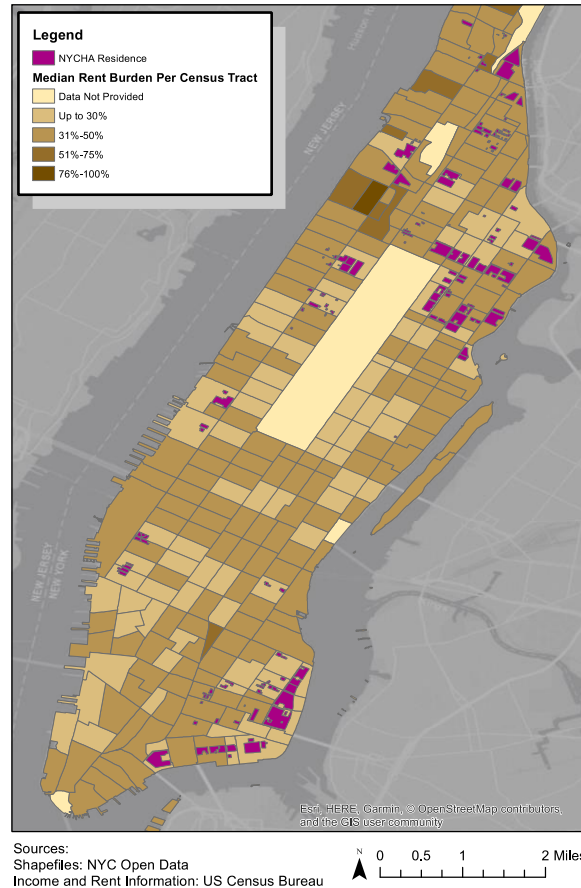 Legend
NYCHA Residence
Median Rent Burden Per Census Tract
Data Not Provided
Up to 30%
31%-50%
51%-75%
76%-100%
Hudson River
NEW JERSEY
NEW JERSEY
NEW YORK
Esri, HERE, Garmin, © OpenStreetMap contributors,
and the GIS user community
Sources:
Shapefiles: NYC Open Data
Income and Rent Information: US Census Bureau
N
0 0.5 1 2 Miles